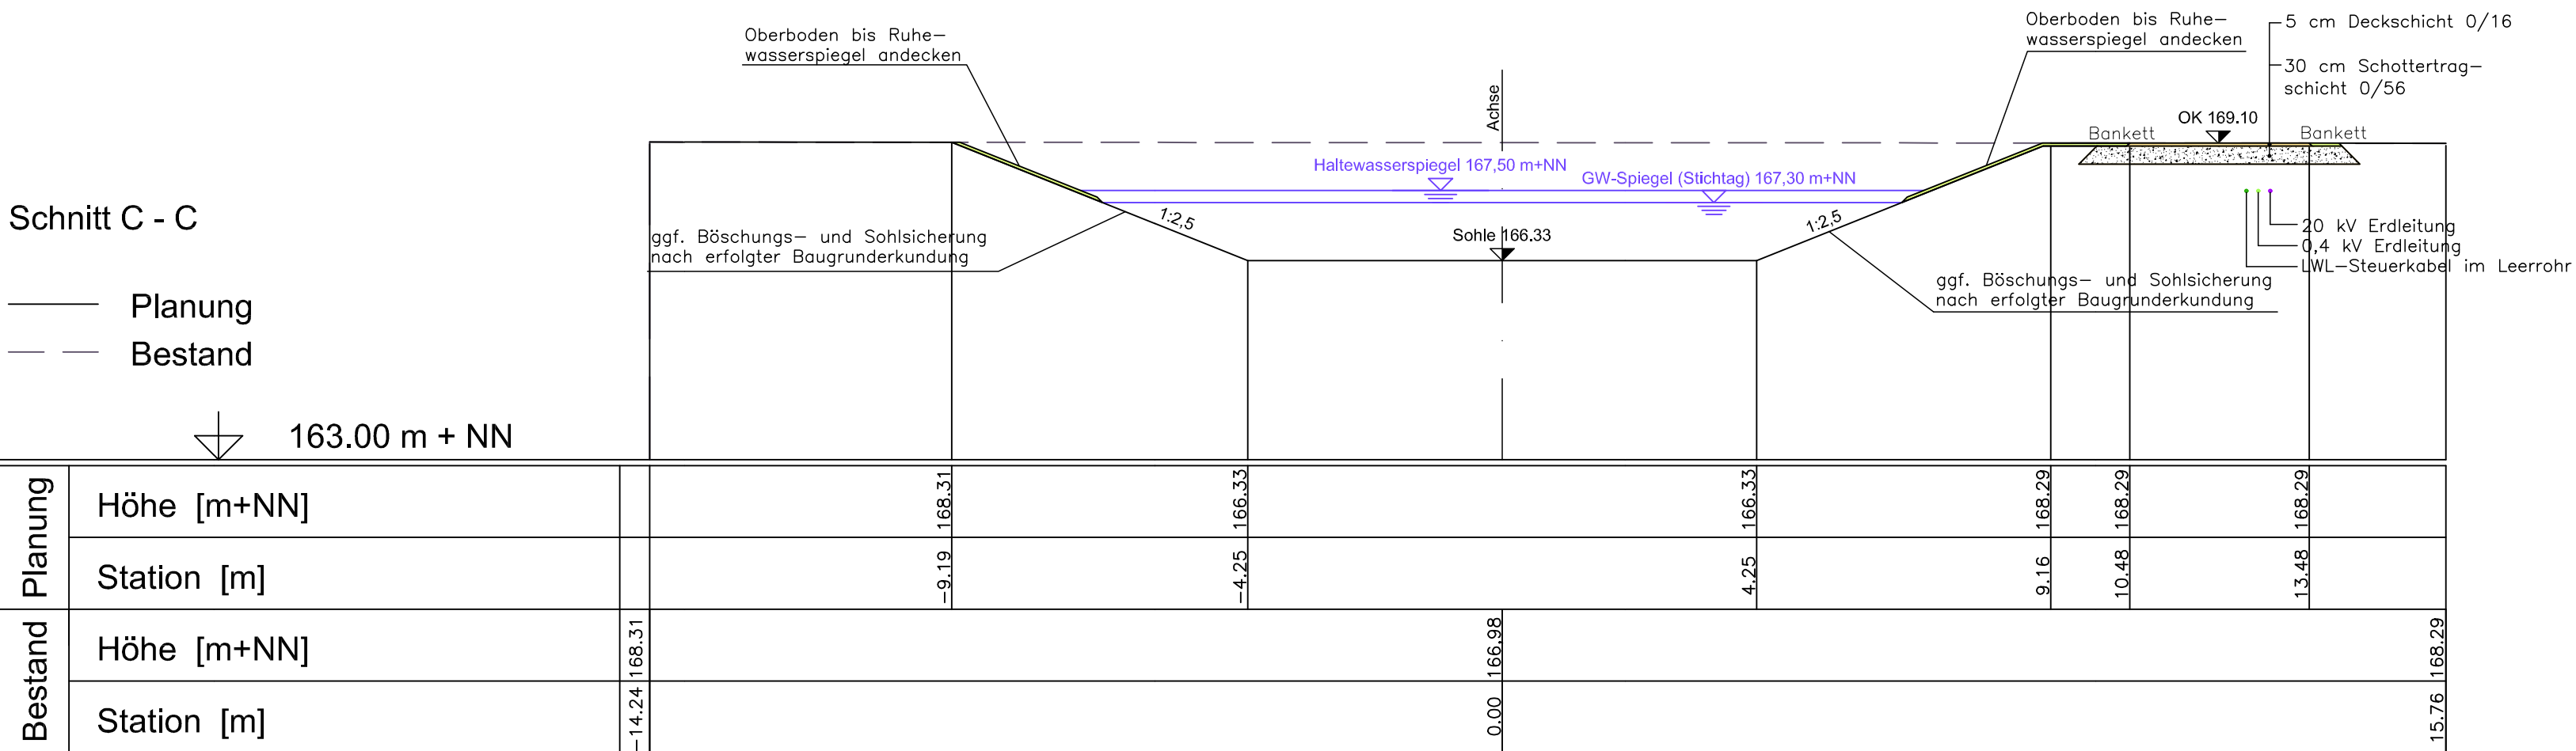 Oberboden bis Ruhe-
wasserspiegel andecken
Achse
Oberboden bis Ruhe-
wasserspiegel andecken
5 cm Deckschicht 0/16
30 cm Schottertrag-
schicht 0/56
OK 169.10
Bankett
Bankett
Haltewasserspiegel 167,50 m+NN
GW-Spiegel (Stichtag) 167,30 m+NN
Schnitt C - C
1:2,5
1:2,5
ggf. Böschungs- und Sohlsicherung
nach erfolgter Baugrunderkundung
Sohle 166.33
20 kV Erdleitung
0,4 kV Erdleitung
LWL-Steuerkabel im Leerrohr
ggf. Böschungs- und Sohlsicherung
nach erfolgter Baugrunderkundung
Planung
Bestand
163.00 m + NN
Planung
Höhe [m+NN]
168.31
166.33
166.33
168.29
168.29
168.29
Station [m]
-9.19
-4.25
4.25
9.16
10.48
13.48
Bestand
Höhe [m+NN]
168.31
166.98
168.29
Station [m]
-14.24
0.00
15.76